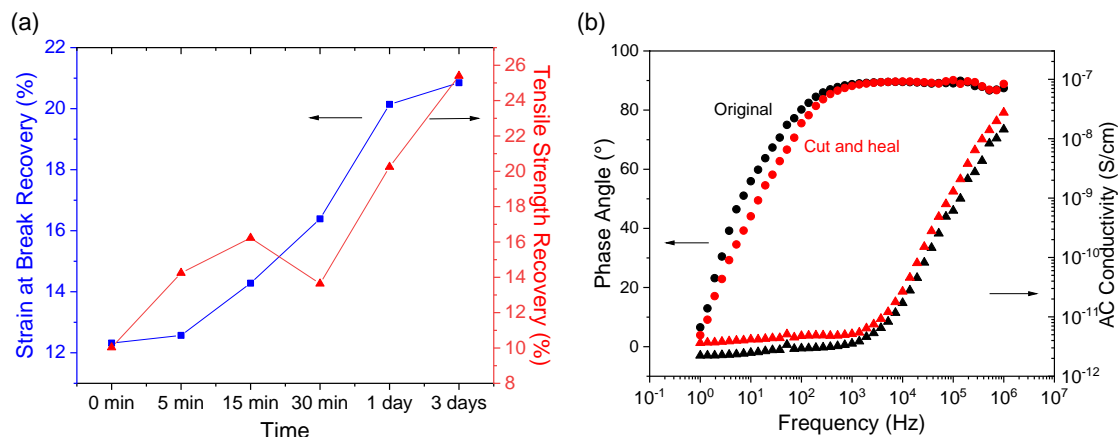 (a)
22
20
18
16
14
12
Strain at Break Recovery (%)
26
24
22
20
18
16
14
12
10
8
Tensile Strength Recovery (%)
0 min 5 min 15 min 30 min 1 day 3 days
Time
(b)
100
80
60
40
20
0
Phase Angle (°)
Original
Cut and heal
10⁻⁷
10⁻⁸
10⁻⁹
10⁻¹⁰
10⁻¹¹
10⁻¹²
AC Conductivity (S/cm)
10⁻¹ 10⁰ 10¹ 10² 10³ 10⁴ 10⁵ 10⁶ 10⁷
Frequency (Hz)